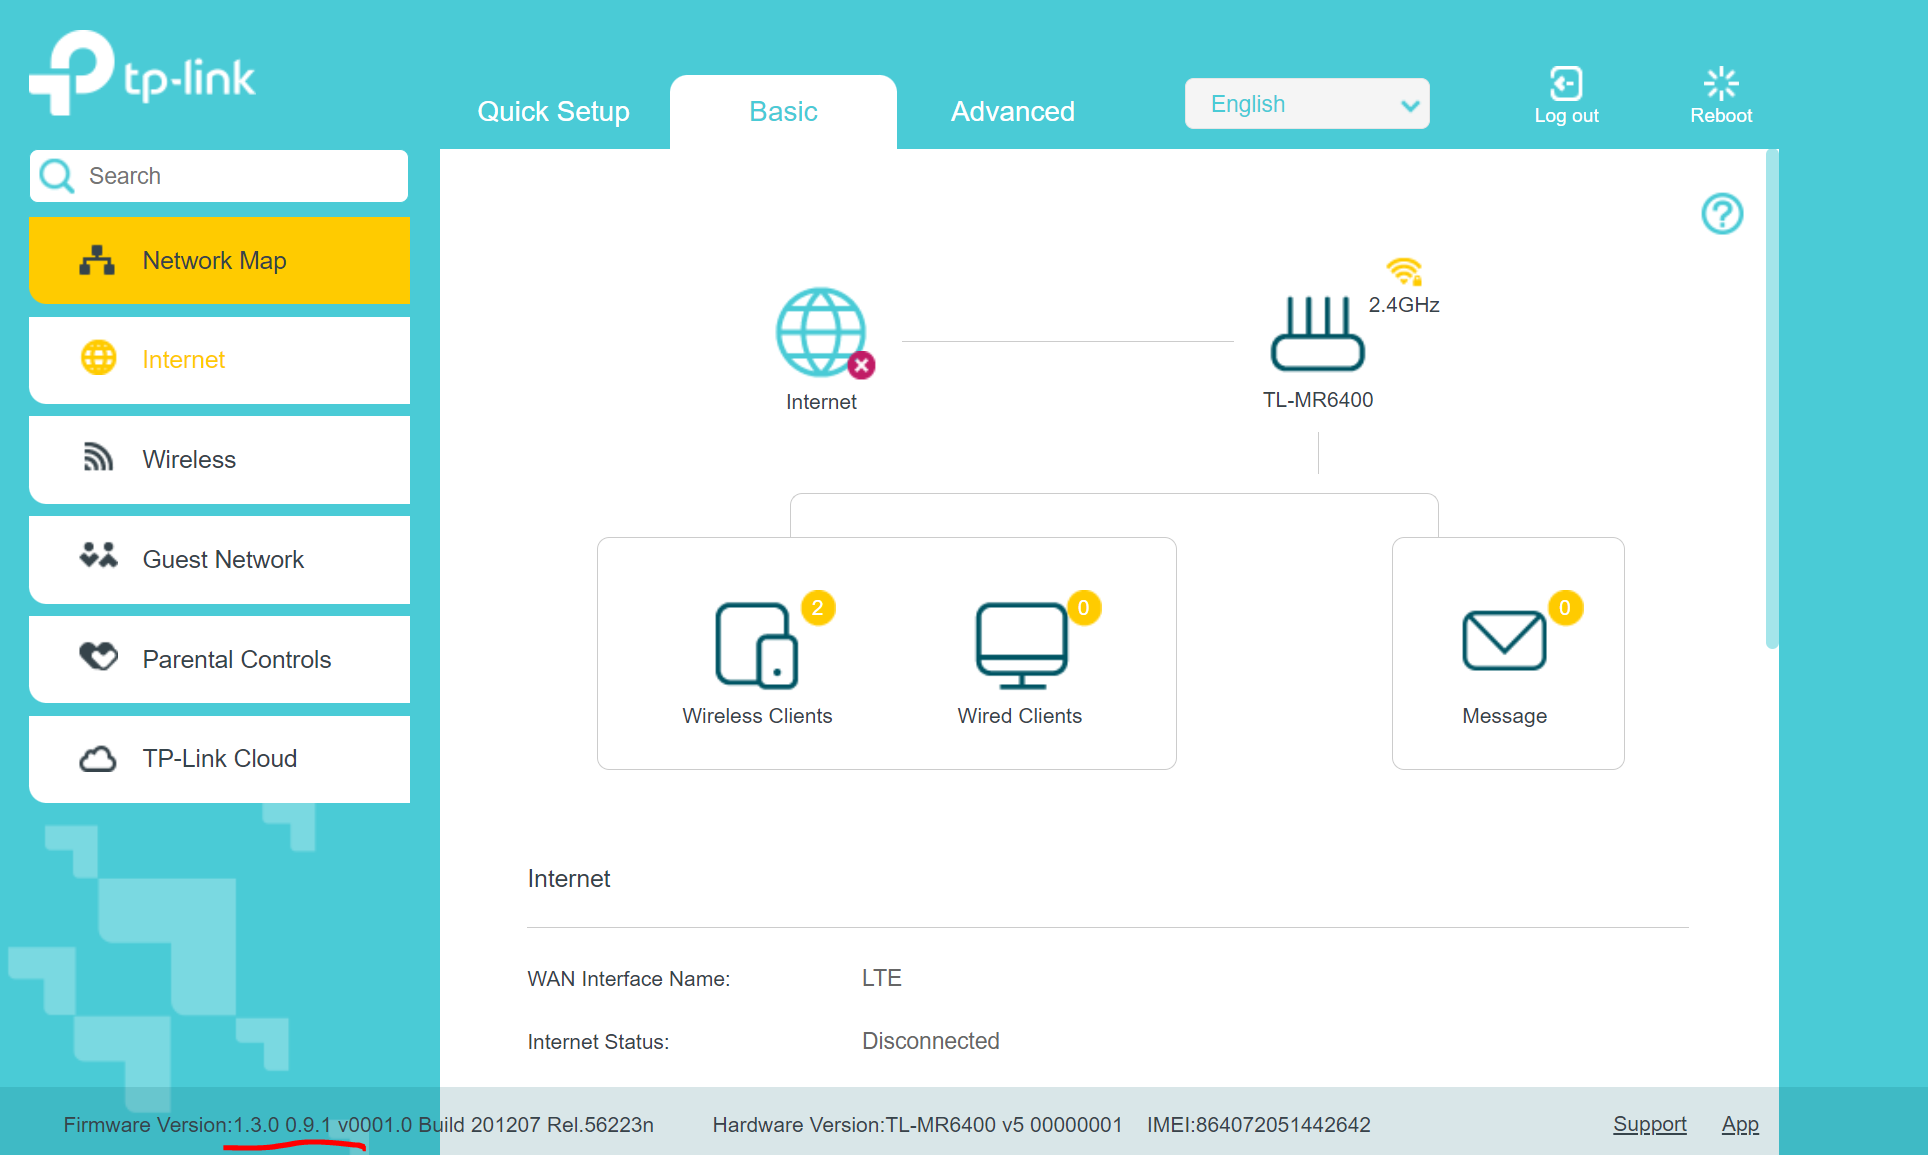 tp-link
Quick Setup
Basic
Advanced
English
Log out
Reboot
Search
Network Map
Internet
Wireless
Guest Network
Parental Controls
TP-Link Cloud
2.4GHz
Internet
TL-MR6400
2
0
0
Wireless Clients
Wired Clients
Message
Internet
WAN Interface Name: LTE
Internet Status: Disconnected
Firmware Version:1.3.0 0.9.1 v0001.0 Build 201207 Rel.56223n Hardware Version:TL-MR6400 v5 00000001 IMEI:864072051442642 Support App